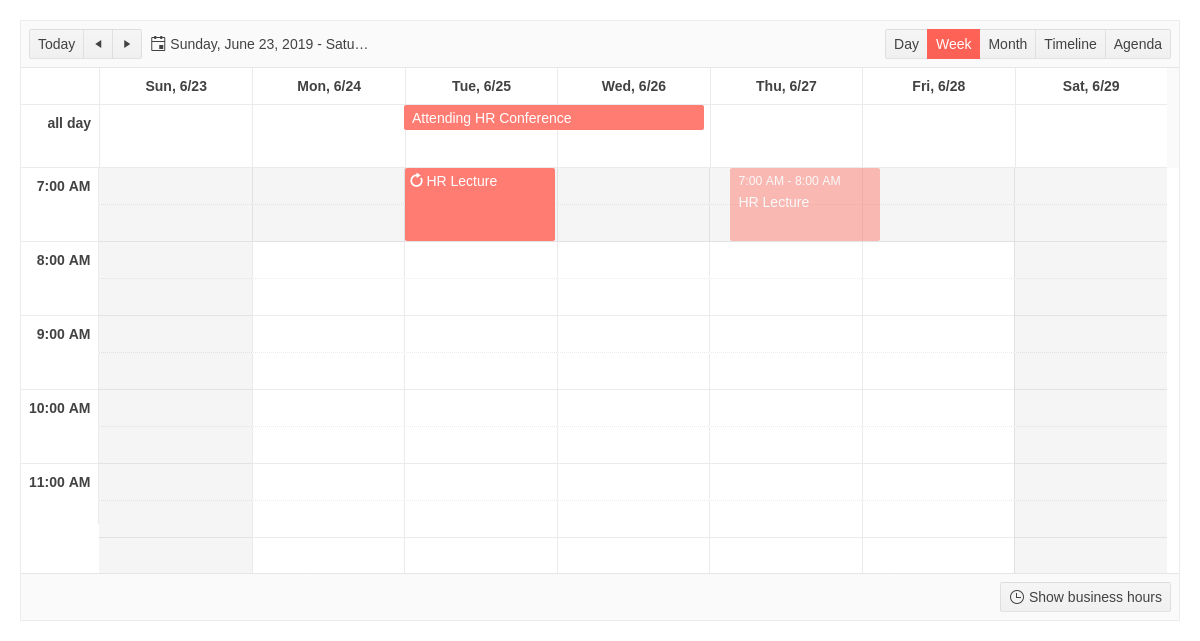 Today Sunday, June 23, 2019 - Satu… Day Week Month Timeline Agenda
Sun, 6/23 Mon, 6/24 Tue, 6/25 Wed, 6/26 Thu, 6/27 Fri, 6/28 Sat, 6/29
all day Attending HR Conference
7:00 AM HR Lecture 7:00 AM - 8:00 AM
HR Lecture
8:00 AM
9:00 AM
10:00 AM
11:00 AM
Show business hours